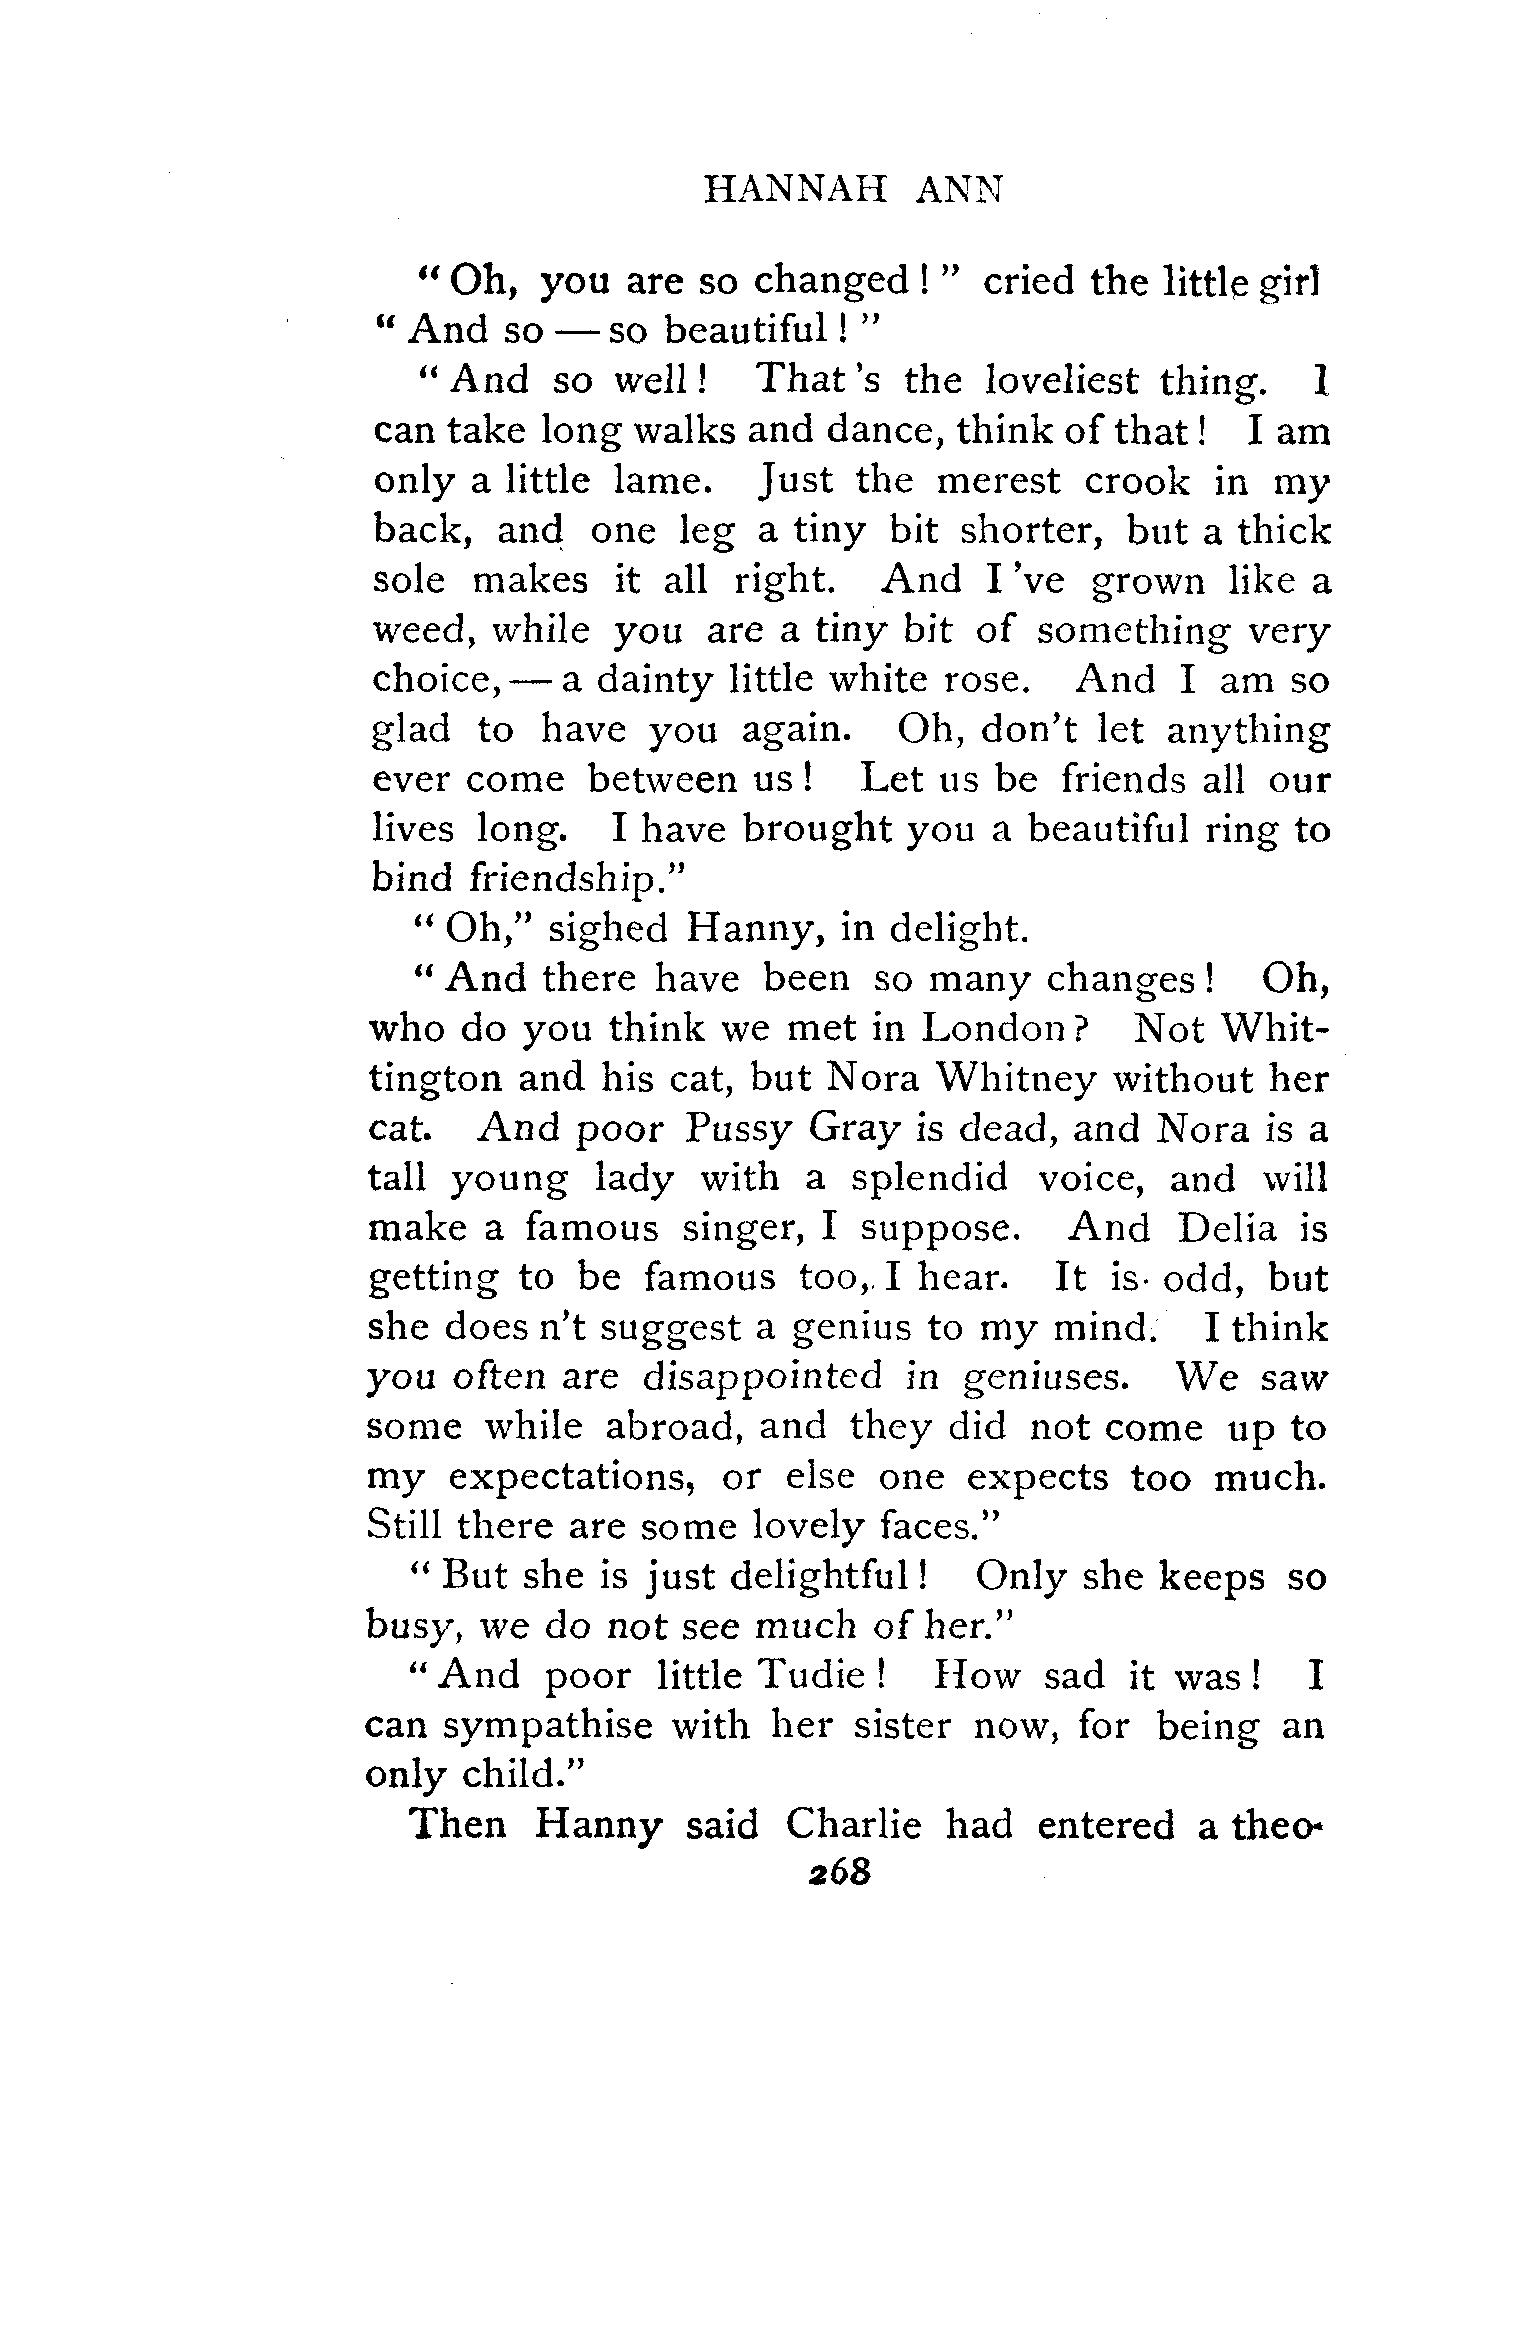 HANNAH ANN
"Oh, you are so changed!" cried the little girl
"And so — so beautiful!"
"And so well! That's the loveliest thing. I
can take long walks and dance, think of that! I am
only a little lame. Just the merest crook in my
back, and one leg a tiny bit shorter, but a thick
sole makes it all right. And I've grown like a
weed, while you are a tiny bit of something very
choice,— a dainty little white rose. And I am so
glad to have you again. Oh, don't let anything
ever come between us! Let us be friends all our
lives long. I have brought you a beautiful ring to
bind friendship."
"Oh," sighed Hanny, in delight.
"And there have been so many changes! Oh,
who do you think we met in London? Not Whit-
tington and his cat, but Nora Whitney without her
cat. And poor Pussy Gray is dead, and Nora is a
tall young lady with a splendid voice, and will
make a famous singer, I suppose. And Delia is
getting to be famous too, I hear. It is odd, but
she does n't suggest a genius to my mind. I think
you often are disappointed in geniuses. We saw
some while abroad, and they did not come up to
my expectations, or else one expects too much.
Still there are some lovely faces."
"But she is just delightful! Only she keeps so
busy, we do not see much of her."
"And poor little Tudie! How sad it was! I
can sympathise with her sister now, for being an
only child."
Then Hanny said Charlie had entered a theo-
268